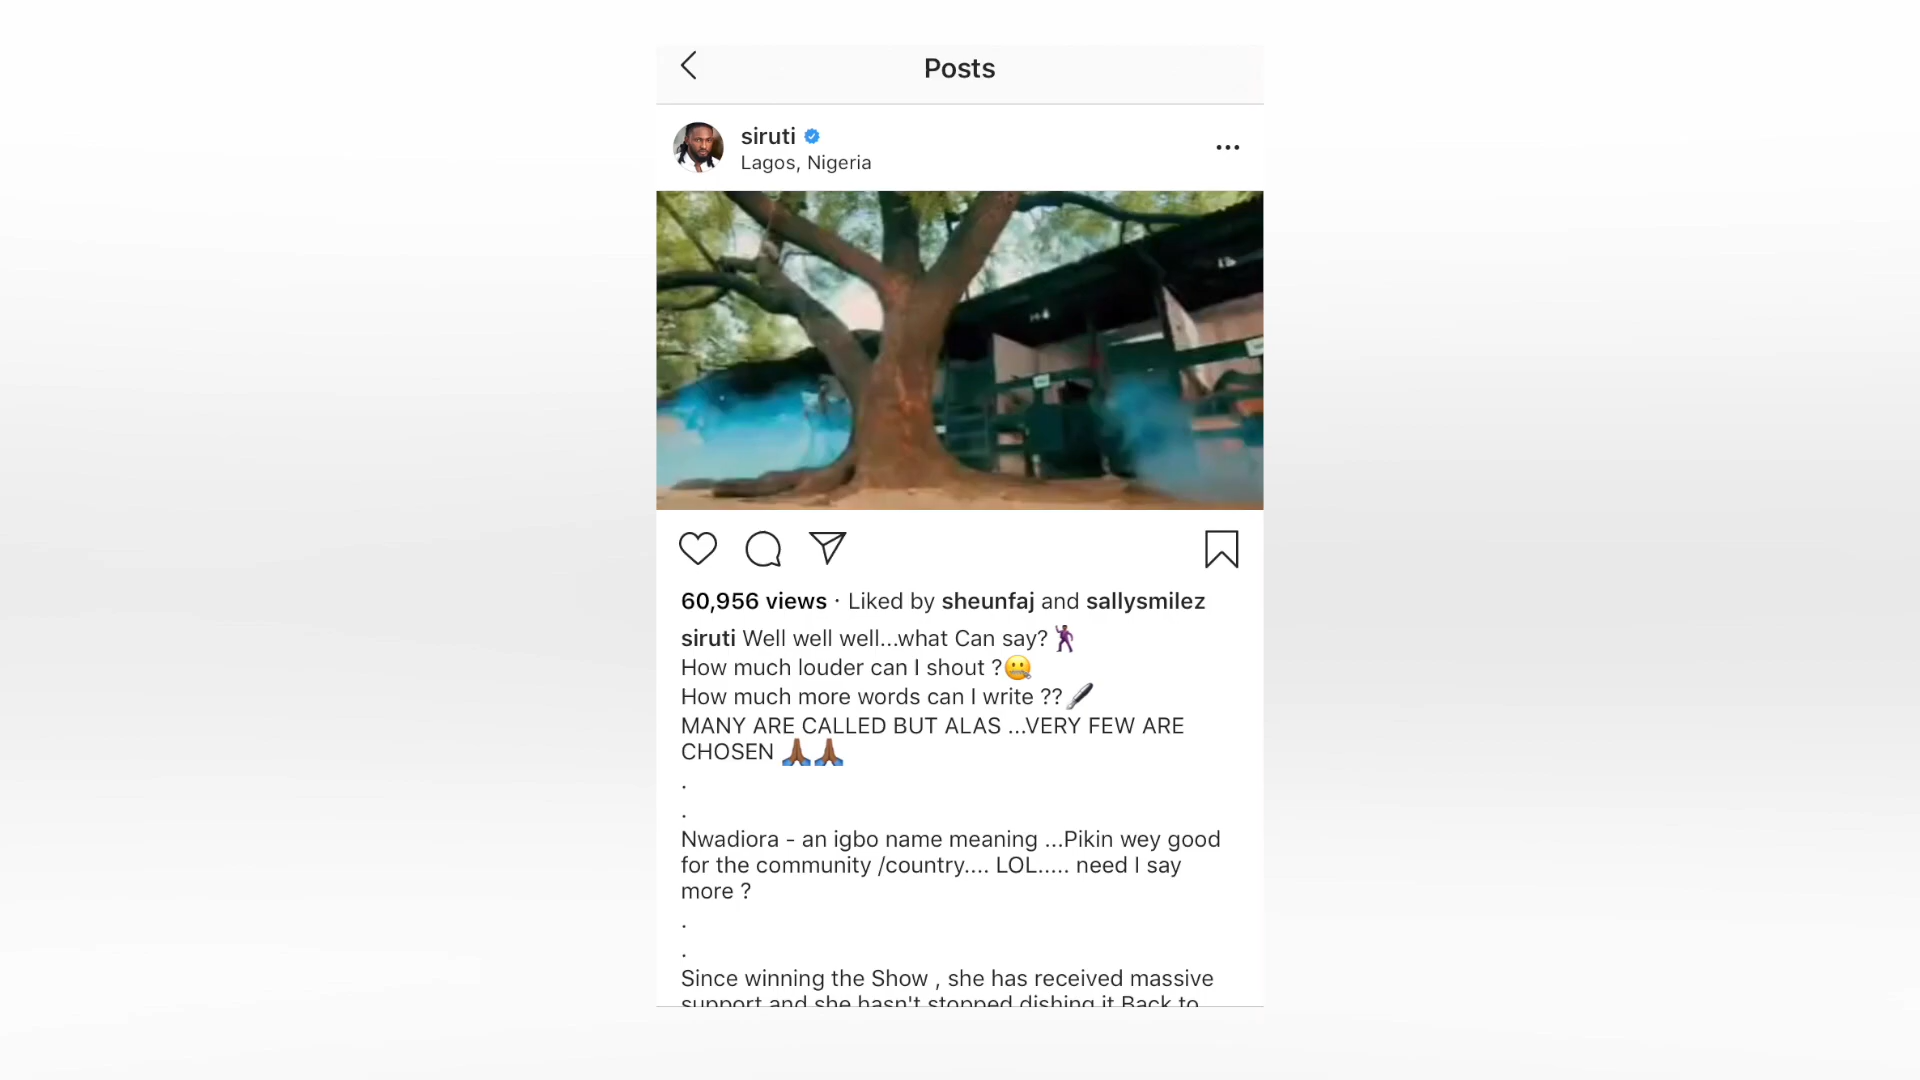 Posts
siruti
Lagos, Nigeria
60,956 views · Liked by sheunfaj and sallysmilez
siruti Well well well...what Can say?🕺🏾
How much louder can I shout ?🤐
How much more words can I write ??🖋
MANY ARE CALLED BUT ALAS ...VERY FEW ARE
CHOSEN 🙏🏾🙏🏾
.
.
Nwadiora - an igbo name meaning ...Pikin wey good
for the community /country.... LOL..... need I say
more ?
.
.
Since winning the Show , she has received massive
support and she hasn't stopped dishing it Back to